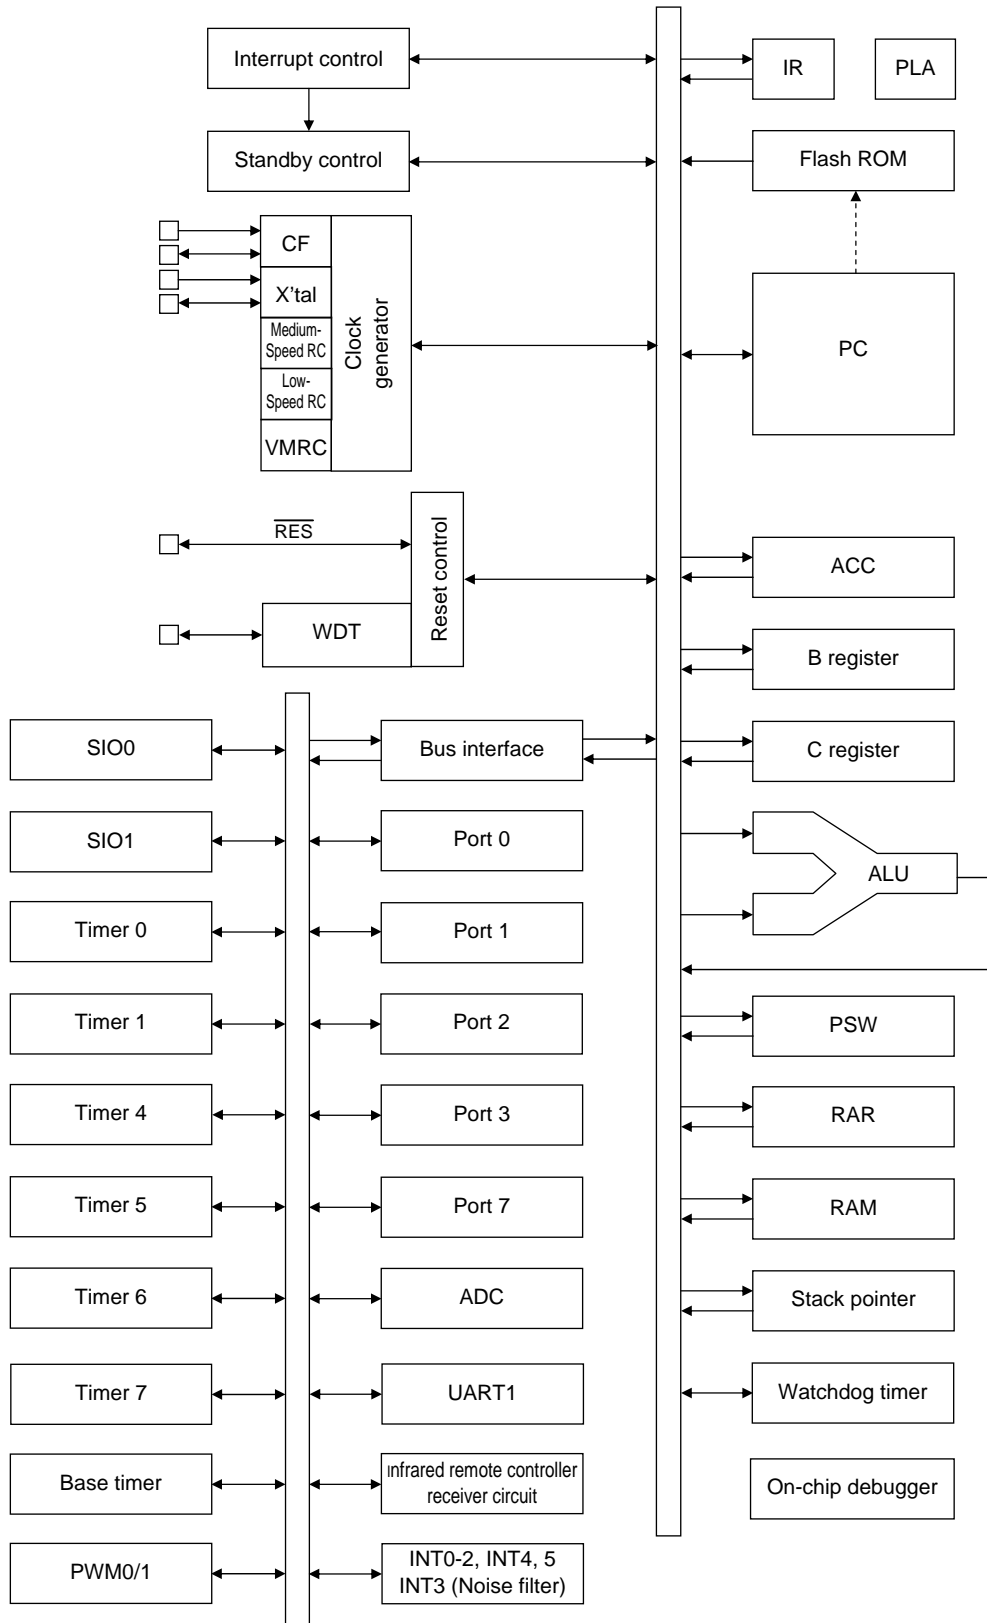 Interrupt control
IR
PLA
Standby control
Flash ROM
CF
X'tal
Medium-
Speed RC
Low-
Speed RC
VMRC
Clock
generator
PC
RES
Reset control
WDT
ACC
B register
SIO0
Bus interface
C register
SIO1
Port 0
ALU
Timer 0
Port 1
Timer 1
Port 2
PSW
Timer 4
Port 3
RAR
Timer 5
Port 7
RAM
Timer 6
ADC
Stack pointer
Timer 7
UART1
Watchdog timer
Base timer
Infrared remote controller
receiver circuit
On-chip debugger
PWM0/1
INT0-2, INT4, 5
INT3 (Noise filter)